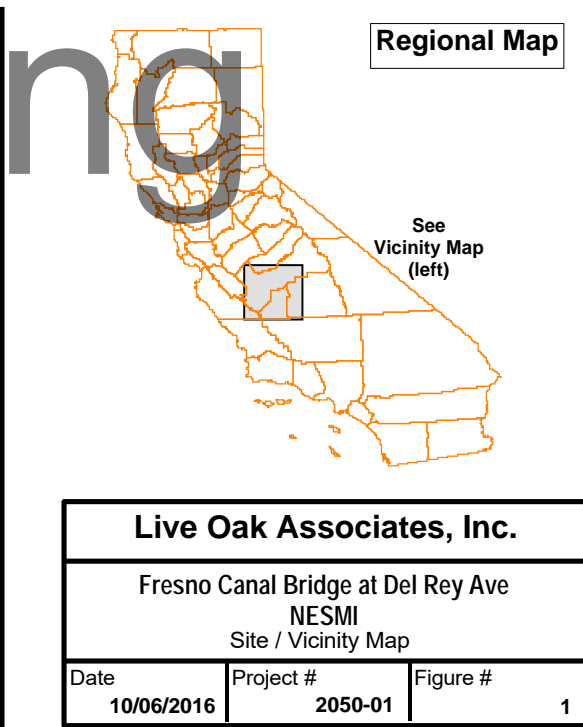 Regional Map
ng
See
Vicinity Map
(left)
Live Oak Associates, Inc.
Fresno Canal Bridge at Del Rey Ave
NESMI
Site / Vicinity Map
Date Project # Figure #
10/06/2016 2050-01 1